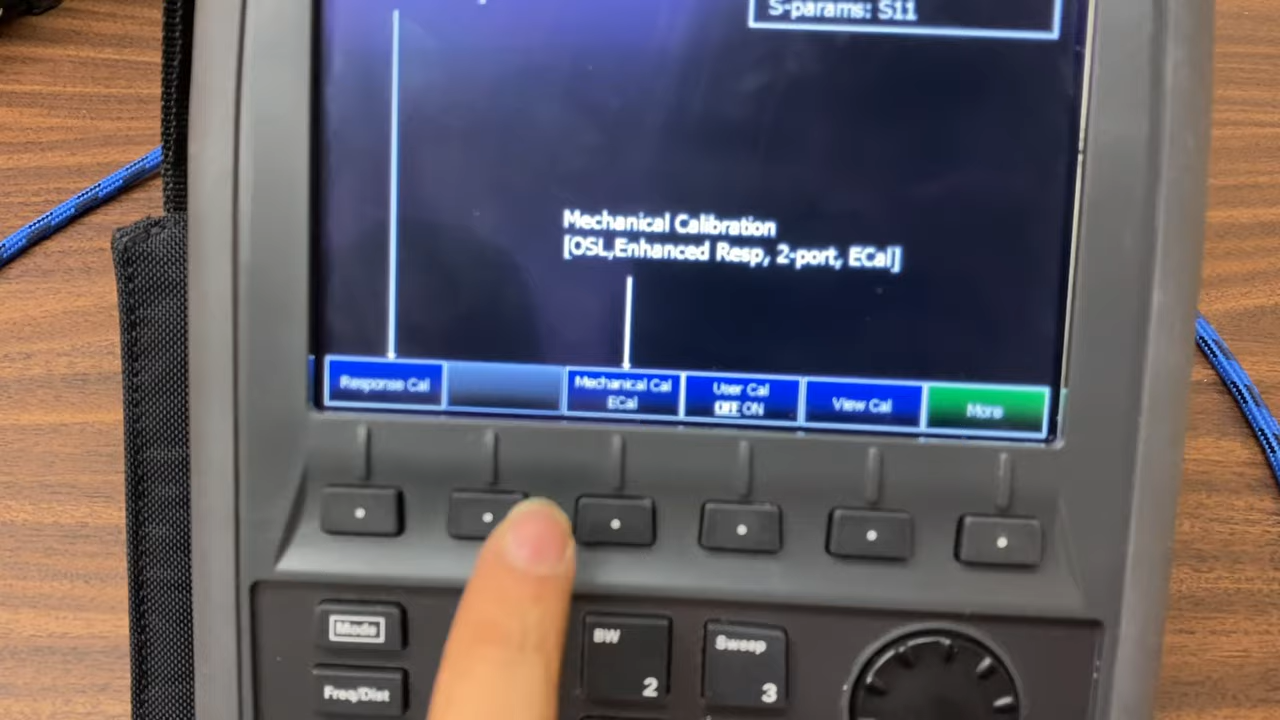 S-params: S11
Mechanical Calibration
[OSL,Enhanced Resp, 2-port, ECal]
Response Cal
Mechanical Cal
ECal
User Cal
OFF ON
View Cal
More
Mode
BW
2
Sweep
3
Freq/Dist